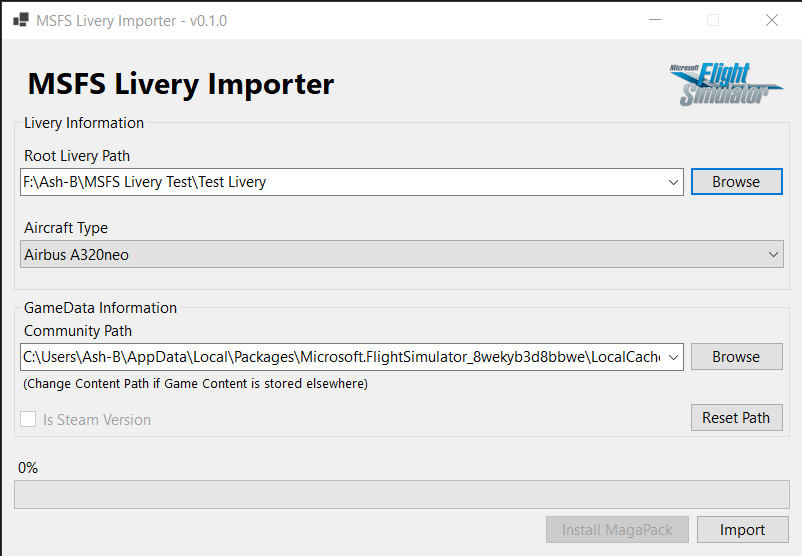 MSFS Livery Importer - v0.1.0
MSFS Livery Importer
Microsoft
Flight
Simulator
Livery Information
Root Livery Path
F:\Ash-B\MSFS Livery Test\Test Livery
Browse
Aircraft Type
Airbus A320neo
GameData Information
Community Path
C:\Users\Ash-B\AppData\Local\Packages\Microsoft.FlightSimulator_8wekyb3d8bbwe\LocalCache
Browse
(Change Content Path if Game Content is stored elsewhere)
Is Steam Version
Reset Path
0%
Install MagaPack
Import